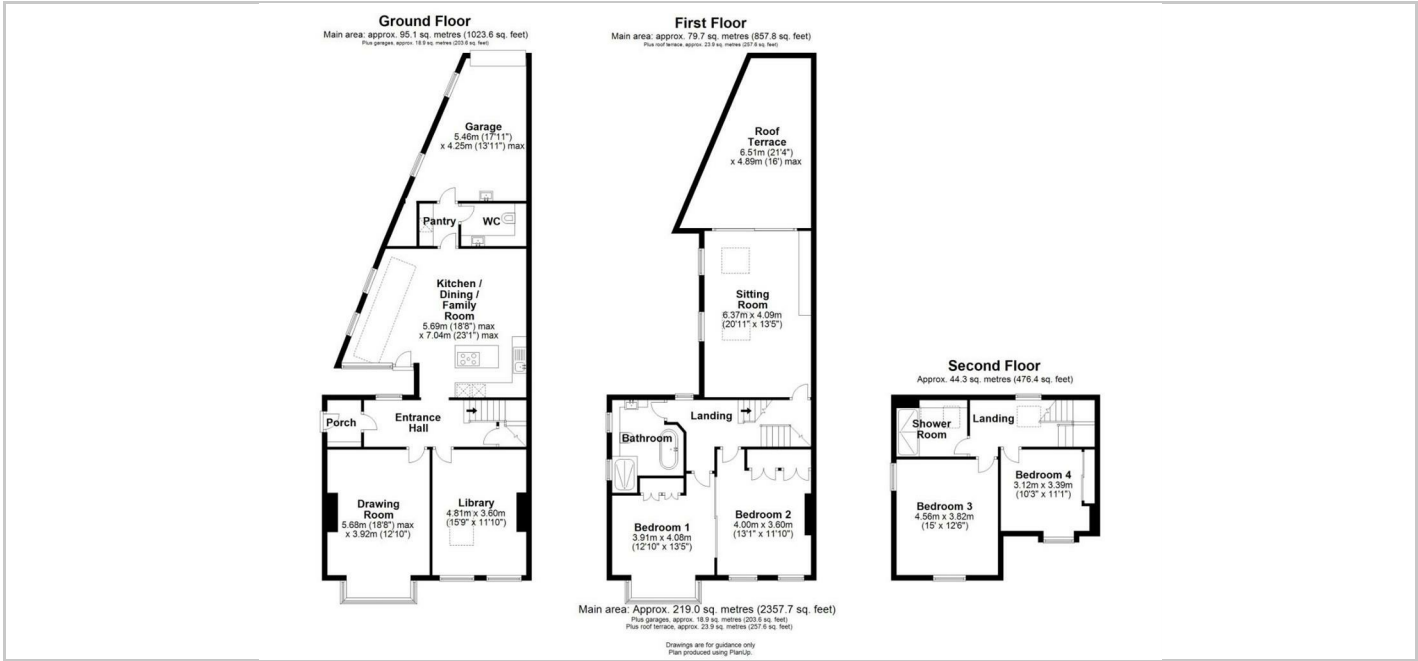 Ground Floor
Main area: approx. 95.1 sq. metres (1023.6 sq. feet)
Plus garages, approx. 18.9 sq. metres (203.6 sq. feet)
Garage
5.46m (17'11")
x 4.25m (13'11") max
Pantry
WC
Kitchen /
Dining /
Family
Room
5.69m (18'8") max
x 7.04m (23'1") max
Porch
Entrance
Hall
Drawing
Room
5.68m (18'8") max
x 3.92m (12'10")
Library
4.81m x 3.60m
(15'9" x 11'10")
First Floor
Main area: approx. 79.7 sq. metres (857.8 sq. feet)
Plus roof terrace, approx. 23.9 sq. metres (257.6 sq. feet)
Roof
Terrace
6.51m (21'4")
x 4.89m (16') max
Sitting
Room
6.37m x 4.09m
(20'11" x 13'5")
Landing
Bathroom
Bedroom 1
3.91m x 4.08m
(12'10" x 13'5")
Bedroom 2
4.00m x 3.60m
(13'1" x 11'10")
Second Floor
Approx. 44.3 sq. metres (476.4 sq. feet)
Shower
Room
Landing
Bedroom 3
4.56m x 3.82m
(15' x 12'6")
Bedroom 4
3.12m x 3.39m
(10'3" x 11'1")
Main area: Approx. 219.0 sq. metres (2357.7 sq. feet)
Plus garages, approx. 18.9 sq. metres (203.6 sq. feet)
Plus roof terrace, approx. 23.9 sq. metres (257.6 sq. feet)
Drawings are for guidance only
Plan produced using PlanUp.